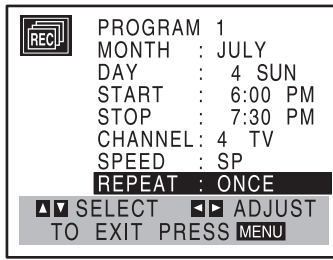 REC
PROGRAM 1
MONTH : JULY
DAY : 4 SUN
START : 6:00 PM
STOP : 7:30 PM
CHANNEL: 4 TV
SPEED : SP
REPEAT : ONCE
▲▼ SELECT ◀▶ ADJUST
TO EXIT PRESS MENU